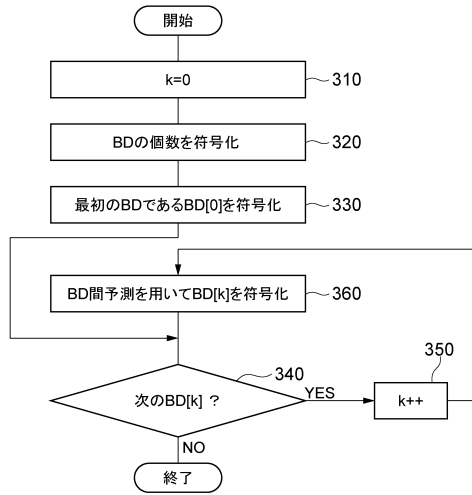 開始
k=0
310
BDの個数を符号化
320
最初のBDであるBD[0]を符号化
330
BD間予測を用いてBD[k]を符号化
360
次のBD[k] ?
340
YES
k++
350
NO
終了